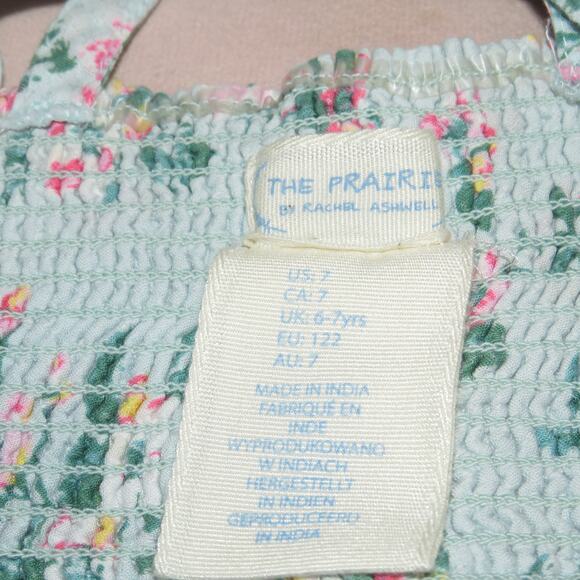 THE PRAIRIE
BY RACHEL ASHWELL
US: 7
CA: 7
UK: 6-7yrs
EU: 122
AU: 7
MADE IN INDIA
FABRIQUÉ EN
INDE
WYPRODUKOWANO
W INDIACH
HERGESTELLT
IN INDIEN
GEPRODUCEERD
IN INDIA